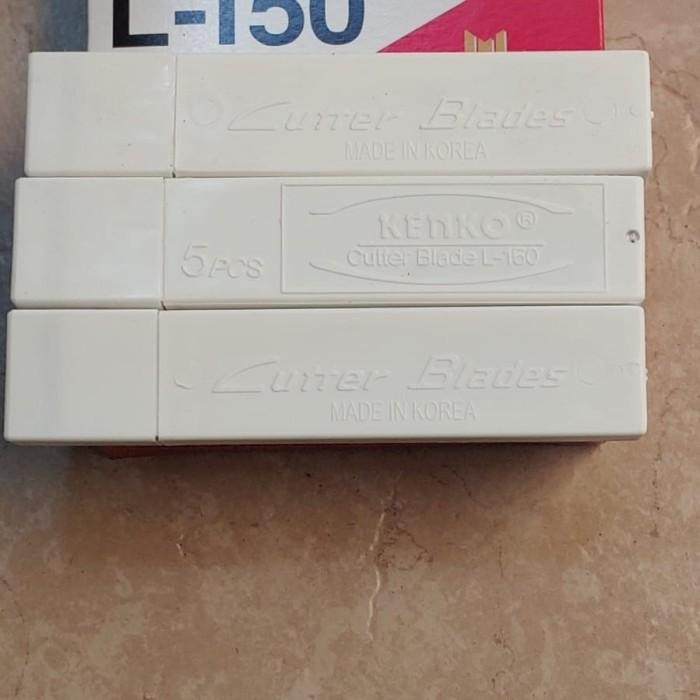 L-150
Cutter Blades
MADE IN KOREA
KENKO®
5PCS
Cutter Blade L-150
Cutter Blades
MADE IN KOREA